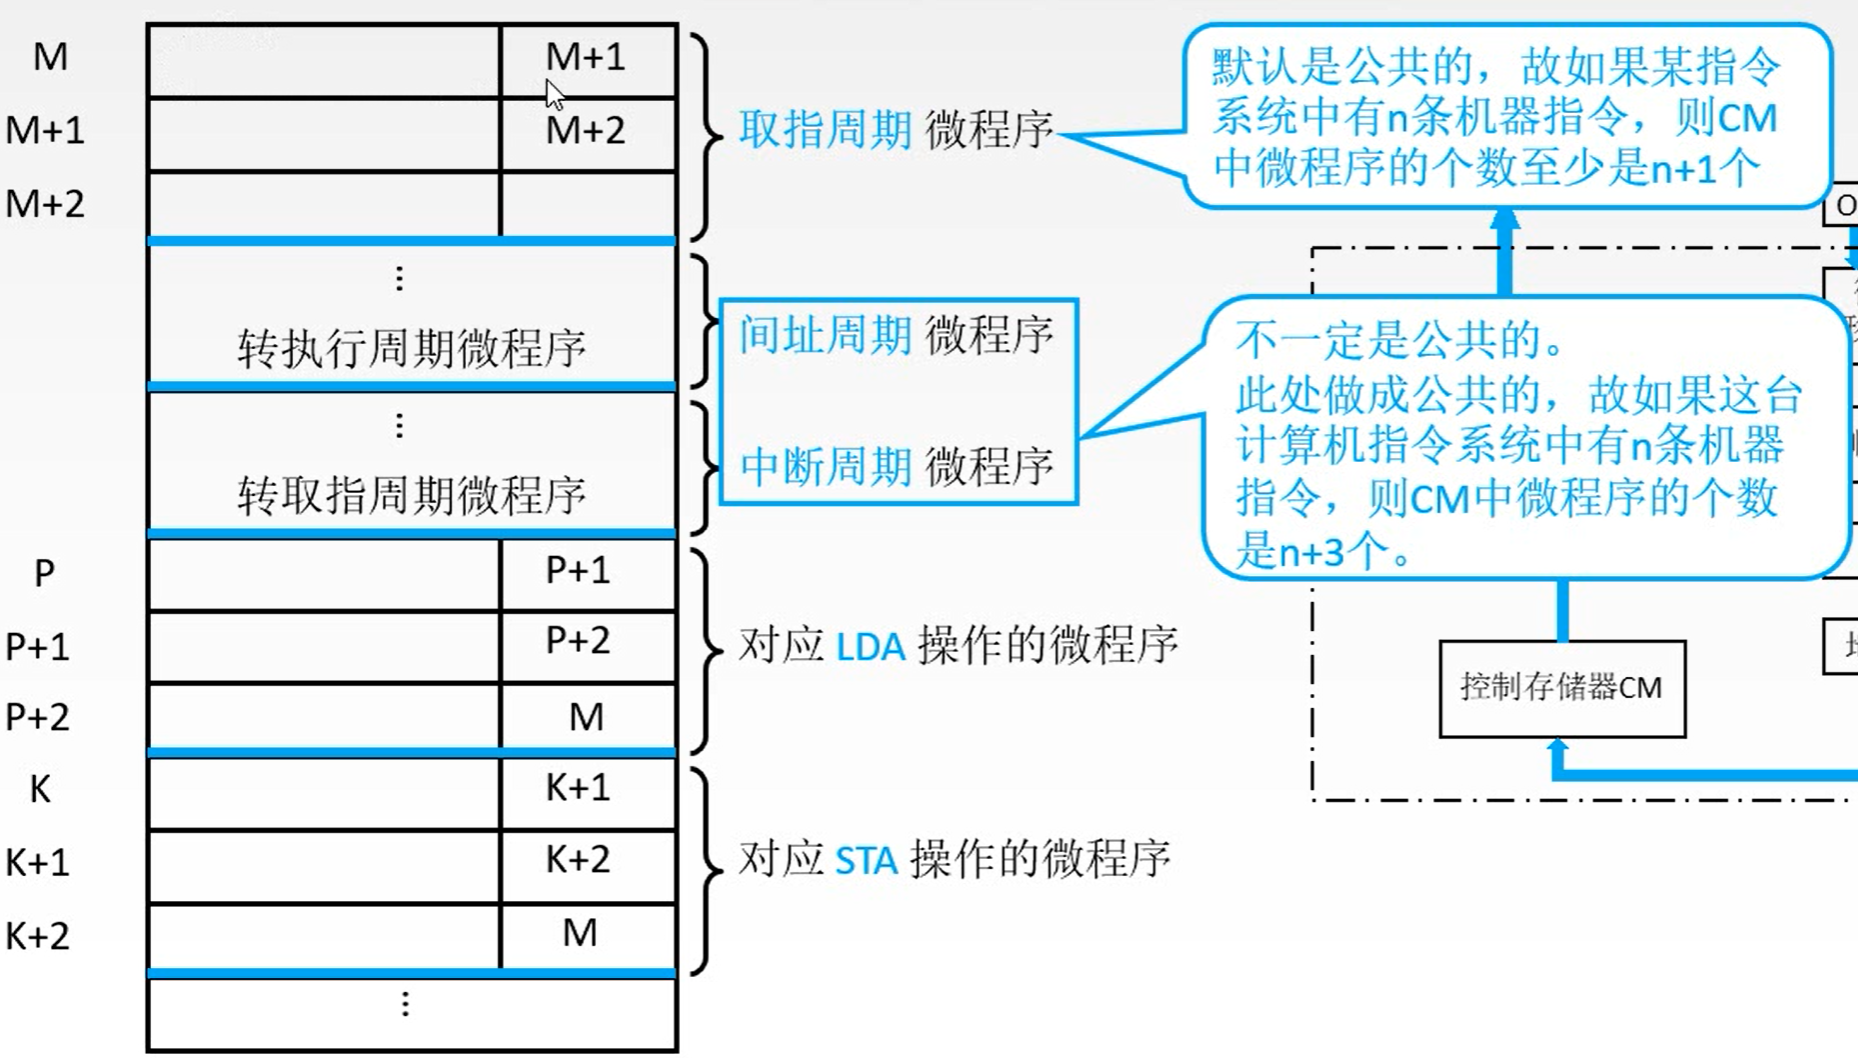 M
M+1
M+1
M+2
M+2
⋮
转执行周期微程序
⋮
转取指周期微程序
P
P+1
P+1
P+2
P+2
M
K
K+1
K+1
K+2
K+2
M
⋮
取指周期 微程序
间址周期 微程序
中断周期 微程序
对应 LDA 操作的微程序
对应 STA 操作的微程序
默认是公共的，故如果某指令
系统中有n条机器指令，则CM
中微程序的个数至少是n+1个
不一定是公共的。
此处做成公共的，故如果这台
计算机指令系统中有n条机器
指令，则CM中微程序的个数
是n+3个。
控制存储器CM